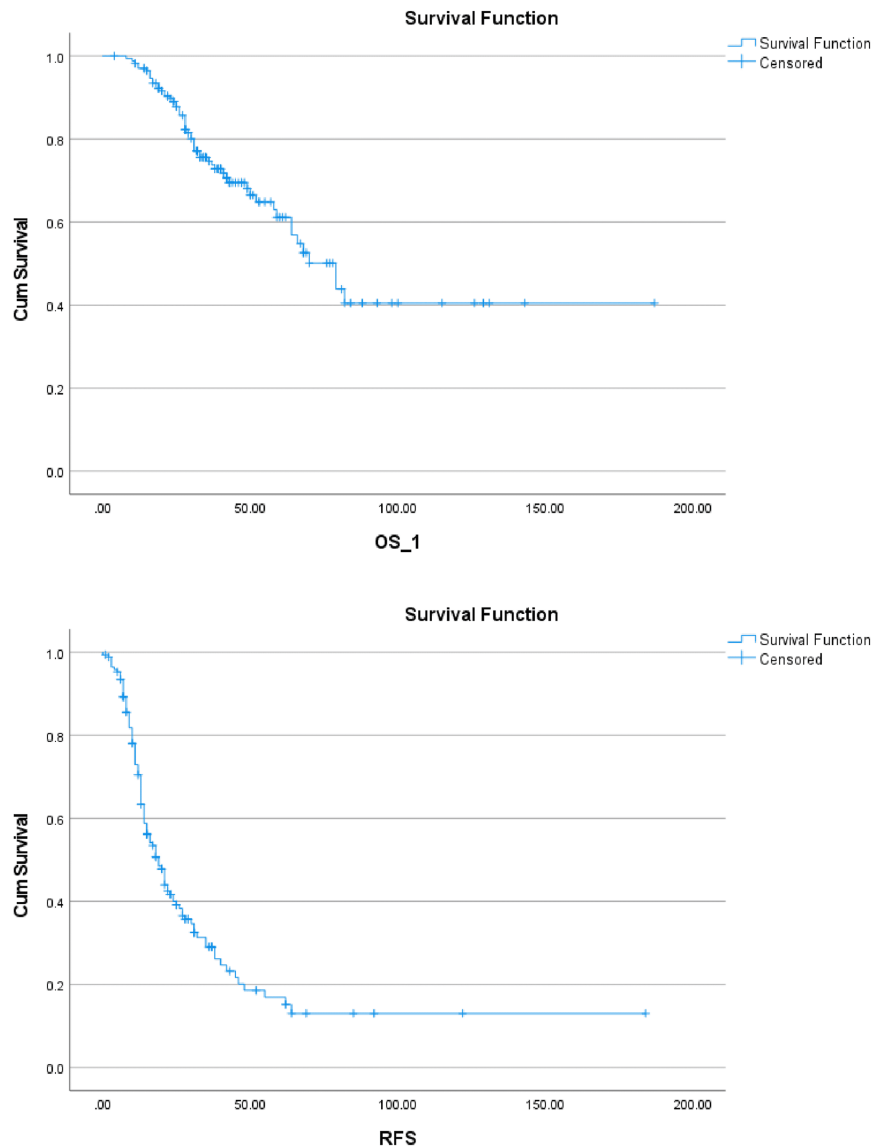 Survival Function
Survival Function
Censored
1.0
0.8
0.6
0.4
0.2
0.0
Cum Survival
.00 50.00 100.00 150.00 200.00
OS_1
Survival Function
Survival Function
Censored
1.0
0.8
0.6
0.4
0.2
0.0
Cum Survival
.00 50.00 100.00 150.00 200.00
RFS